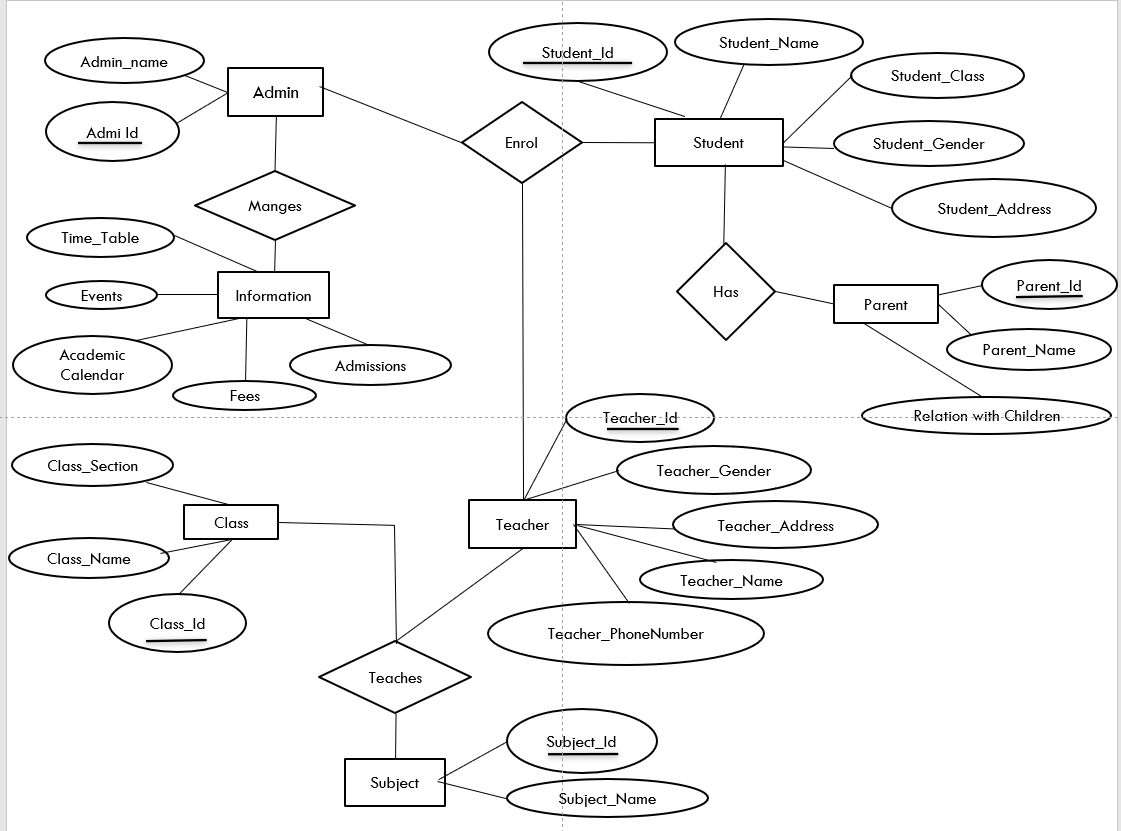 Admin_name
Admin
Admi Id
Manges
Time_Table
Events
Information
Academic
Calendar
Fees
Admissions
Enrol
Student_Id
Student_Name
Student_Class
Student
Student_Gender
Student_Address
Has
Parent
Parent_Id
Parent_Name
Relation with Children
Class_Section
Class
Class_Name
Class_Id
Teacher_Id
Teacher_Gender
Teacher
Teacher_Address
Teacher_Name
Teacher_PhoneNumber
Teaches
Subject_Id
Subject
Subject_Name